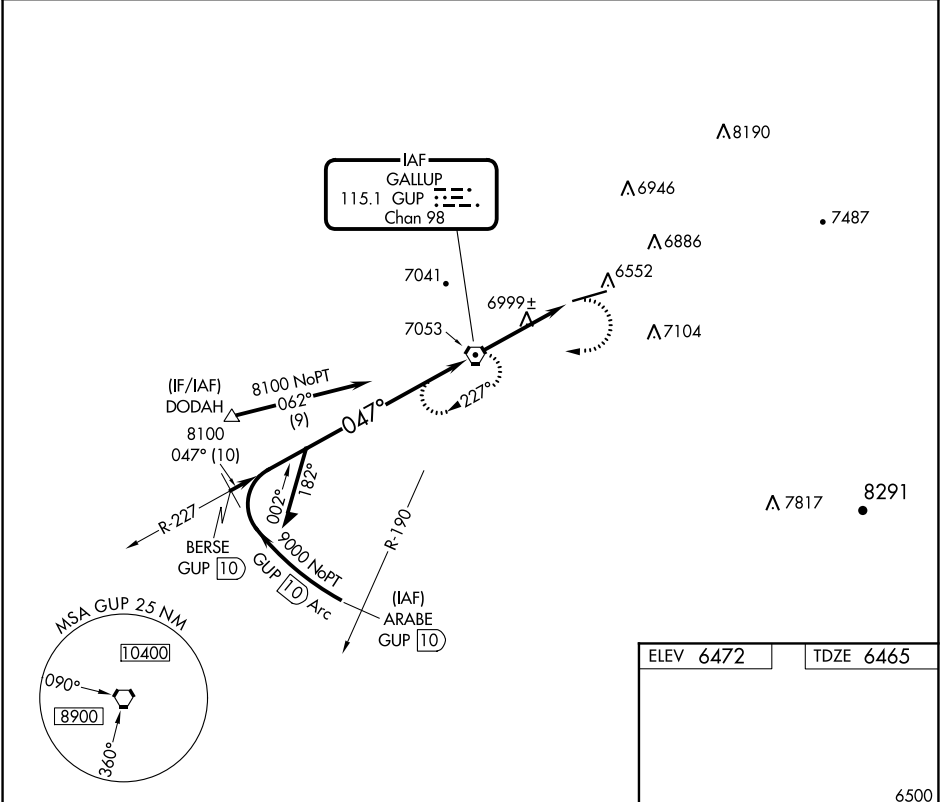 8190
IAF
GALLUP
115.1 GUP
Chan 98
6946
7487
6886
7041
6552
6999±
7053
7104
(IF/IAF)
DODAH
8100 NoPT
062°
(9)
047°
227°
8100
047° (10)
R-227
002°
182°
R-190
7817
8291
BERSE
GUP 10
9000 NoPT
GUP 10 Arc
(IAF)
ARABE
GUP 10
MSA GUP 25 NM
10400
090°
8900
360°
ELEV 6472
TDZE 6465
6500